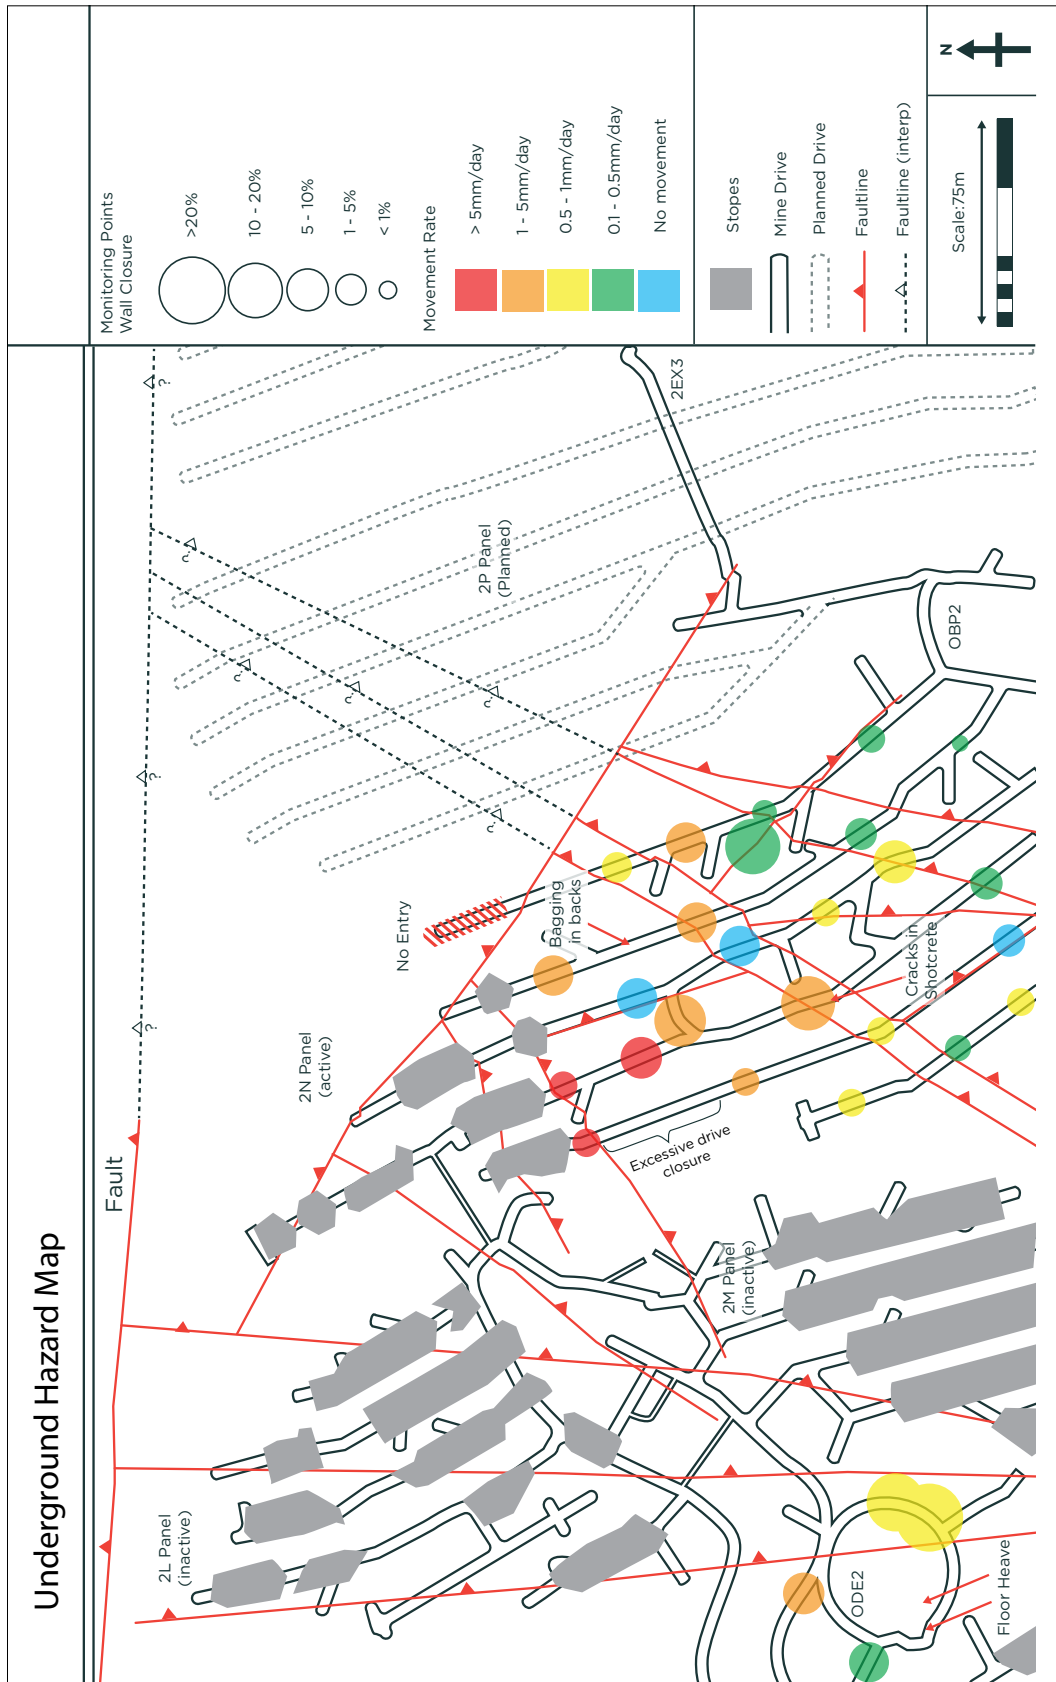 Underground Hazard Map
Fault
2L Panel
(inactive)
2N Panel
(active)
No Entry
Bagging
in backs
2P Panel
(Planned)
2EX3
Excessive drive
closure
Cracks in
Shotcrete
2M Panel
(inactive)
OBP2
ODE2
Floor Heave
?
?
?
?
?
?
?
?
Monitoring Points
Wall Closure
>20%
10 - 20%
5 - 10%
1 - 5%
< 1%
Movement Rate
> 5mm/day
1 - 5mm/day
0.5 - 1mm/day
0.1 - 0.5mm/day
No movement
Stopes
Mine Drive
Planned Drive
Faultline
Faultline (interp)
Scale:75m
N